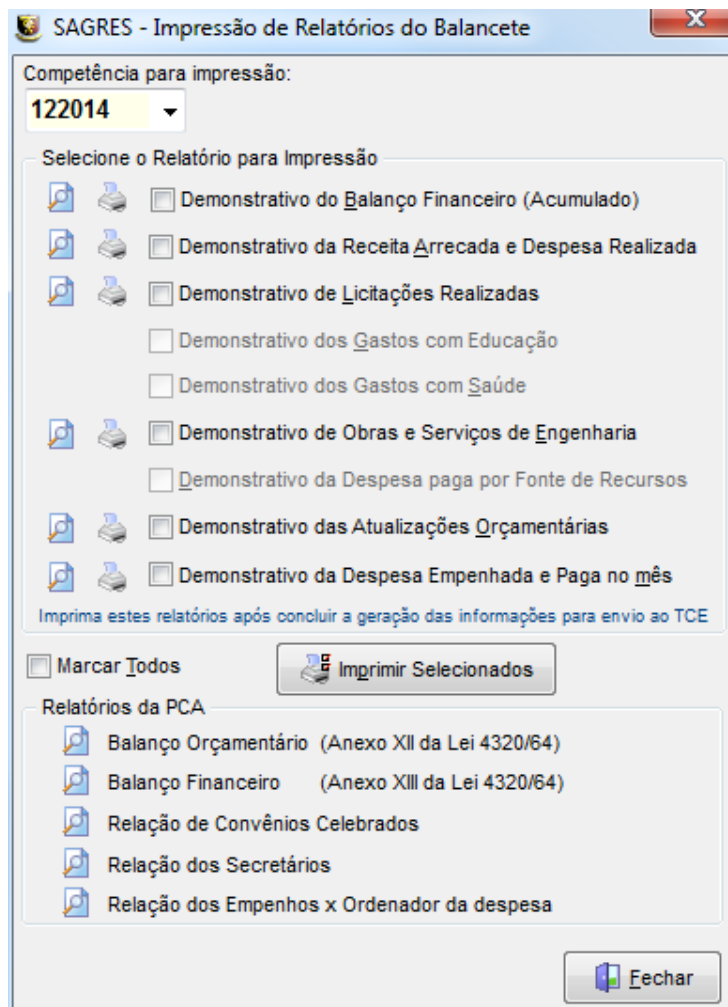 SAGRES - Impressão de Relatórios do Balancete
Competência para impressão:
122014
Selecione o Relatório para Impressão
Demonstrativo do Balanço Financeiro (Acumulado)
Demonstrativo da Receita Arrecada e Despesa Realizada
Demonstrativo de Licitações Realizadas
Demonstrativo dos Gastos com Educação
Demonstrativo dos Gastos com Saúde
Demonstrativo de Obras e Serviços de Engenharia
Demonstrativo da Despesa paga por Fonte de Recursos
Demonstrativo das Atualizações Orçamentárias
Demonstrativo da Despesa Empenhada e Paga no mês
Imprima estes relatórios após concluir a geração das informações para envio ao TCE
Marcar Todos
Imprimir Selecionados
Relatórios da PCA
Balanço Orçamentário (Anexo XII da Lei 4320/64)
Balanço Financeiro (Anexo XIII da Lei 4320/64)
Relação de Convênios Celebrados
Relação dos Secretários
Relação dos Empenhos x Ordenador da despesa
Fechar